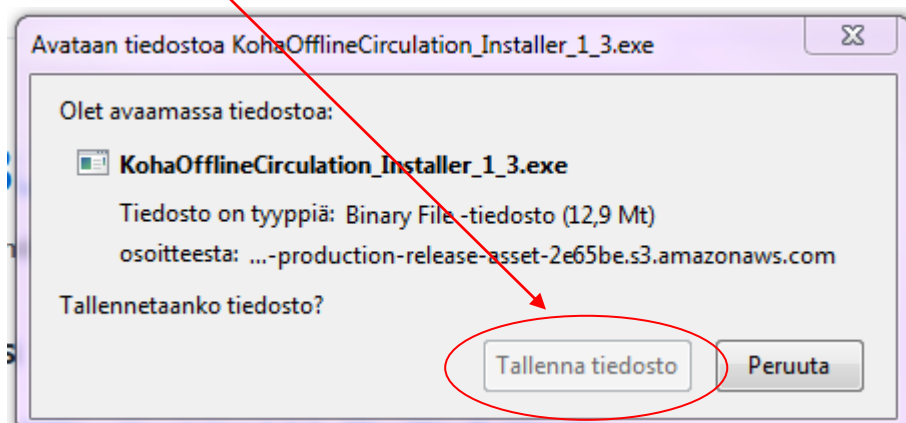 Avataan tiedostoa KohaOfflineCirculation_Installer_1_3.exe
Olet avaamassa tiedostoa:
KohaOfflineCirculation_Installer_1_3.exe
Tiedosto on tyyppiä: Binary File -tiedosto (12,9 Mt)
osoitteesta: ...-production-release-asset-2e65be.s3.amazonaws.com
Tallennetaanko tiedosto?
Tallenna tiedosto Peruuta